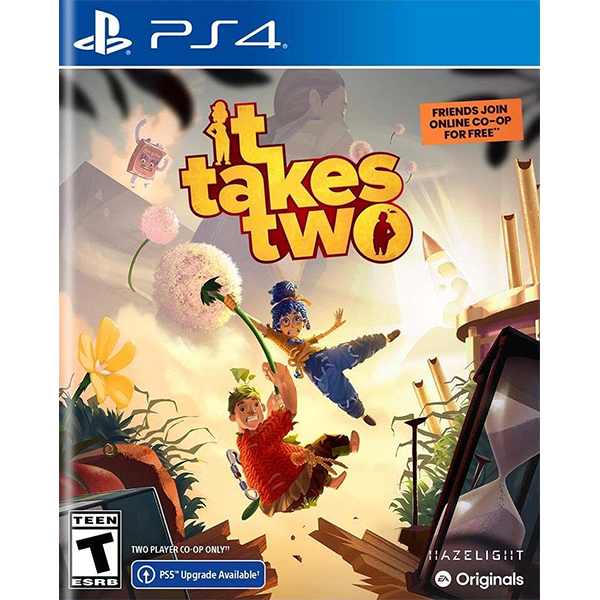 PS4
FRIENDS JOIN
ONLINE CO-OP
FOR FREE**
it
takes
two
TEEN
T
ESRB
TWO PLAYER CO-OP ONLY††
PS5™ Upgrade Available†
HAZELIGHT
EA Originals